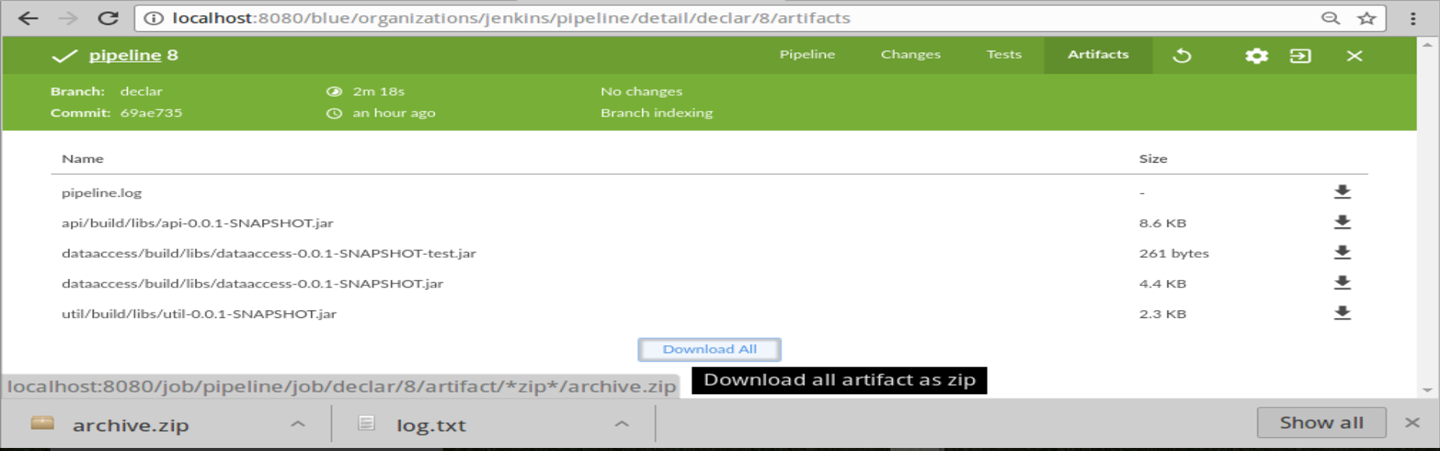 localhost:8080/blue/organizations/jenkins/pipeline/detail/declar/8/artifacts
pipeline 8 Pipeline Changes Tests Artifacts
Branch: declar 2m 18s No changes
Commit: 69ae735 an hour ago Branch indexing
Name Size
pipeline.log -
api/build/libs/api-0.0.1-SNAPSHOT.jar 8.6 KB
dataaccess/build/libs/dataaccess-0.0.1-SNAPSHOT-test.jar 261 bytes
dataaccess/build/libs/dataaccess-0.0.1-SNAPSHOT.jar 4.4 KB
util/build/libs/util-0.0.1-SNAPSHOT.jar 2.3 KB
Download All
localhost:8080/job/pipeline/job/declar/8/artifact/*zip*/archive.zip Download all artifact as zip
archive.zip log.txt Show all